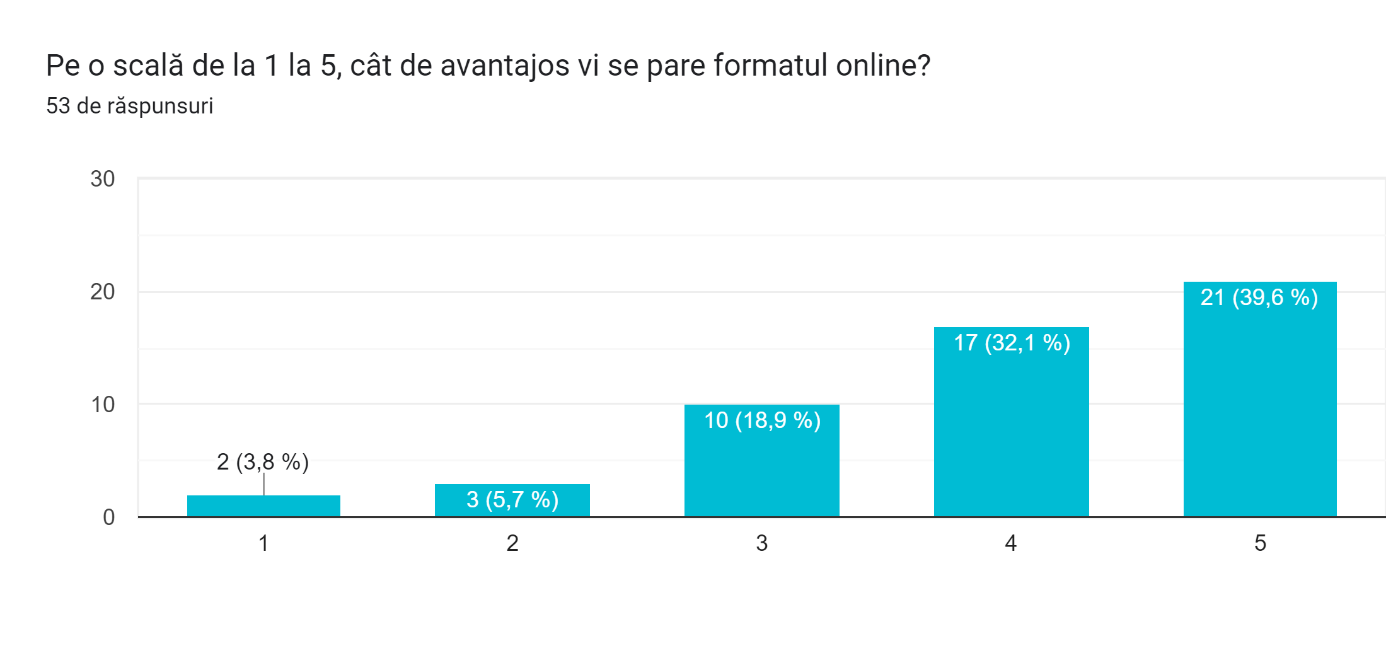 Pe o scală de la 1 la 5, cât de avantajos vi se pare formatul online?
53 de răspunsuri
30
20
10
0
2 (3,8 %)
3 (5,7 %)
10 (18,9 %)
17 (32,1 %)
21 (39,6 %)
1 2 3 4 5